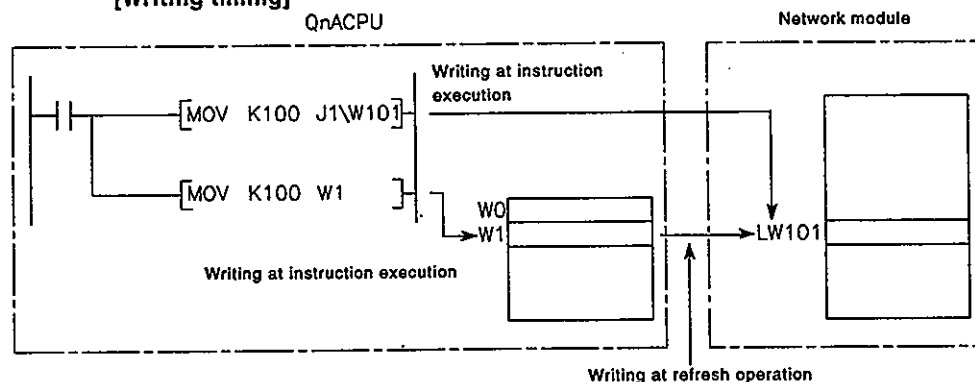 [Writing timing]
QnACPU
Network module
Writing at instruction
execution
MOV K100 J1\W101
MOV K100 W1
W0
W1
LW101
Writing at instruction execution
Writing at refresh operation